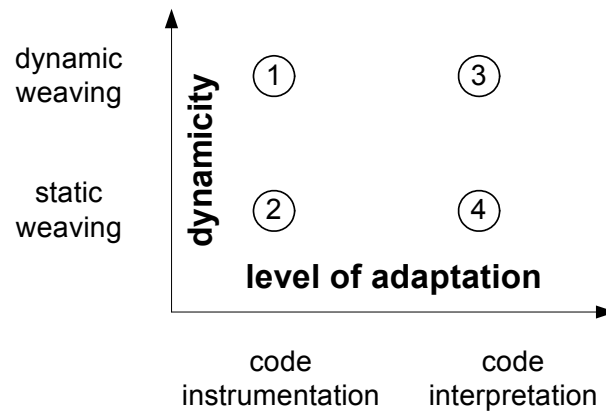 dynamic
weaving
1
3
dynamicity
static
weaving
2
4
level of adaptation
code
instrumentation
code
interpretation